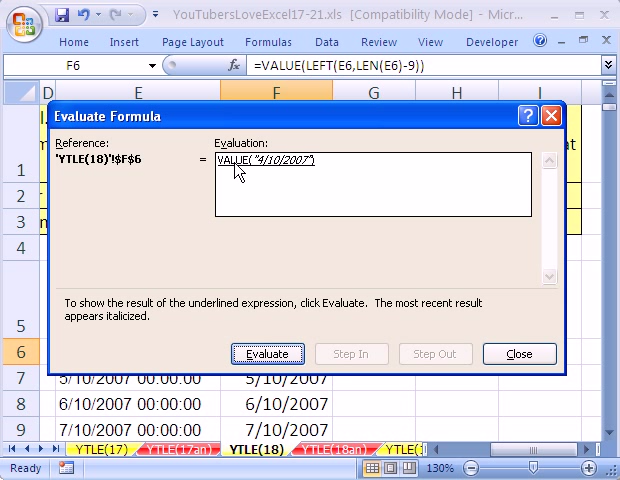 YouTubersLoveExcel17-21.xls [Compatibility Mode] - Micr...
Home Insert Page Layout Formulas Data Review View Developer
F6 =VALUE(LEFT(E6,LEN(E6)-9))
D E F G H I
1
2
3
4
5
6
7 5/10/2007 00:00:00 5/10/2007
8 6/10/2007 00:00:00 6/10/2007
9 7/10/2007 00:00:00 7/10/2007
Evaluate Formula
Reference: Evaluation:
'YTLE(18)'!$F$6 = VALUE("4/10/2007")
To show the result of the underlined expression, click Evaluate. The most recent result
appears italicized.
Evaluate Step In Step Out Close
YTLE(17) YTLE(17an) YTLE(18) YTLE(18an) YTLE(1
Ready 130%